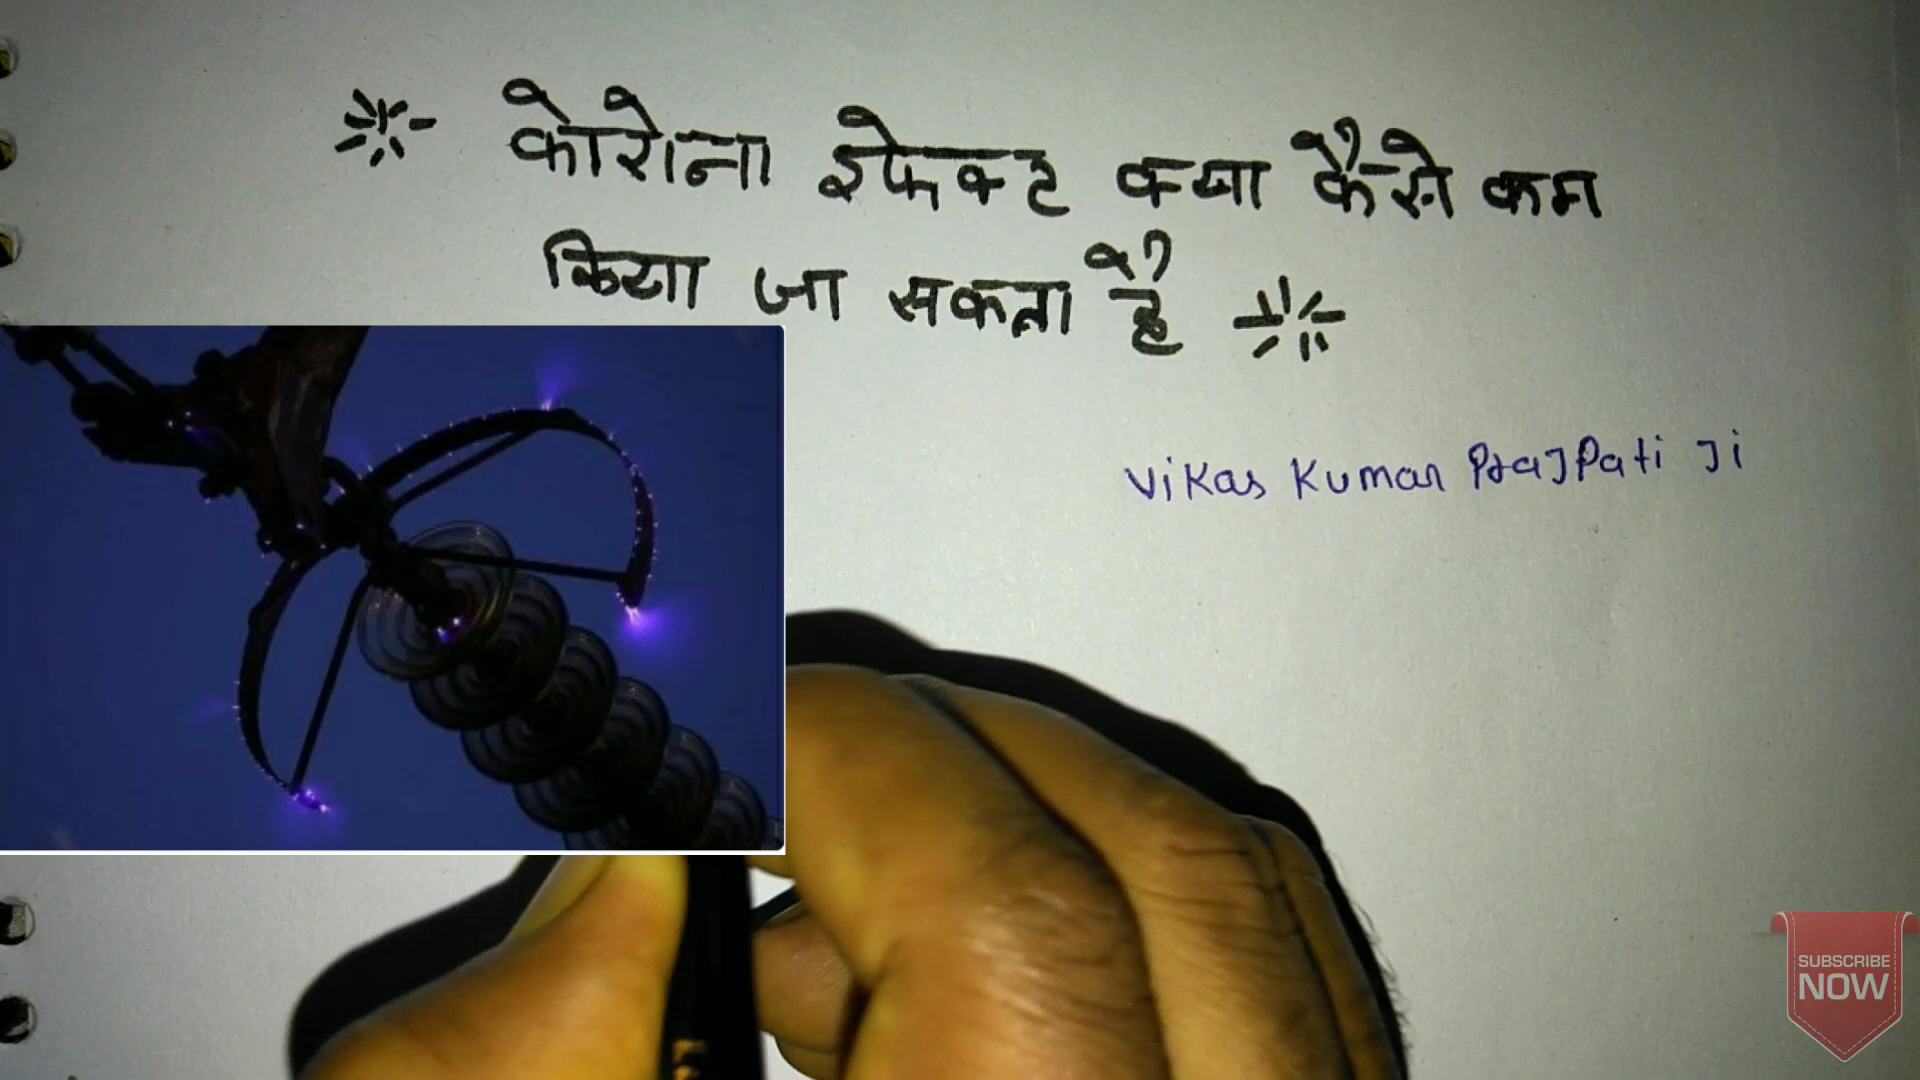 कोरोना इफेक्ट क्या कैसे कम
किया जा सकता है
Vikas Kumar PraJPati Ji
SUBSCRIBE
NOW